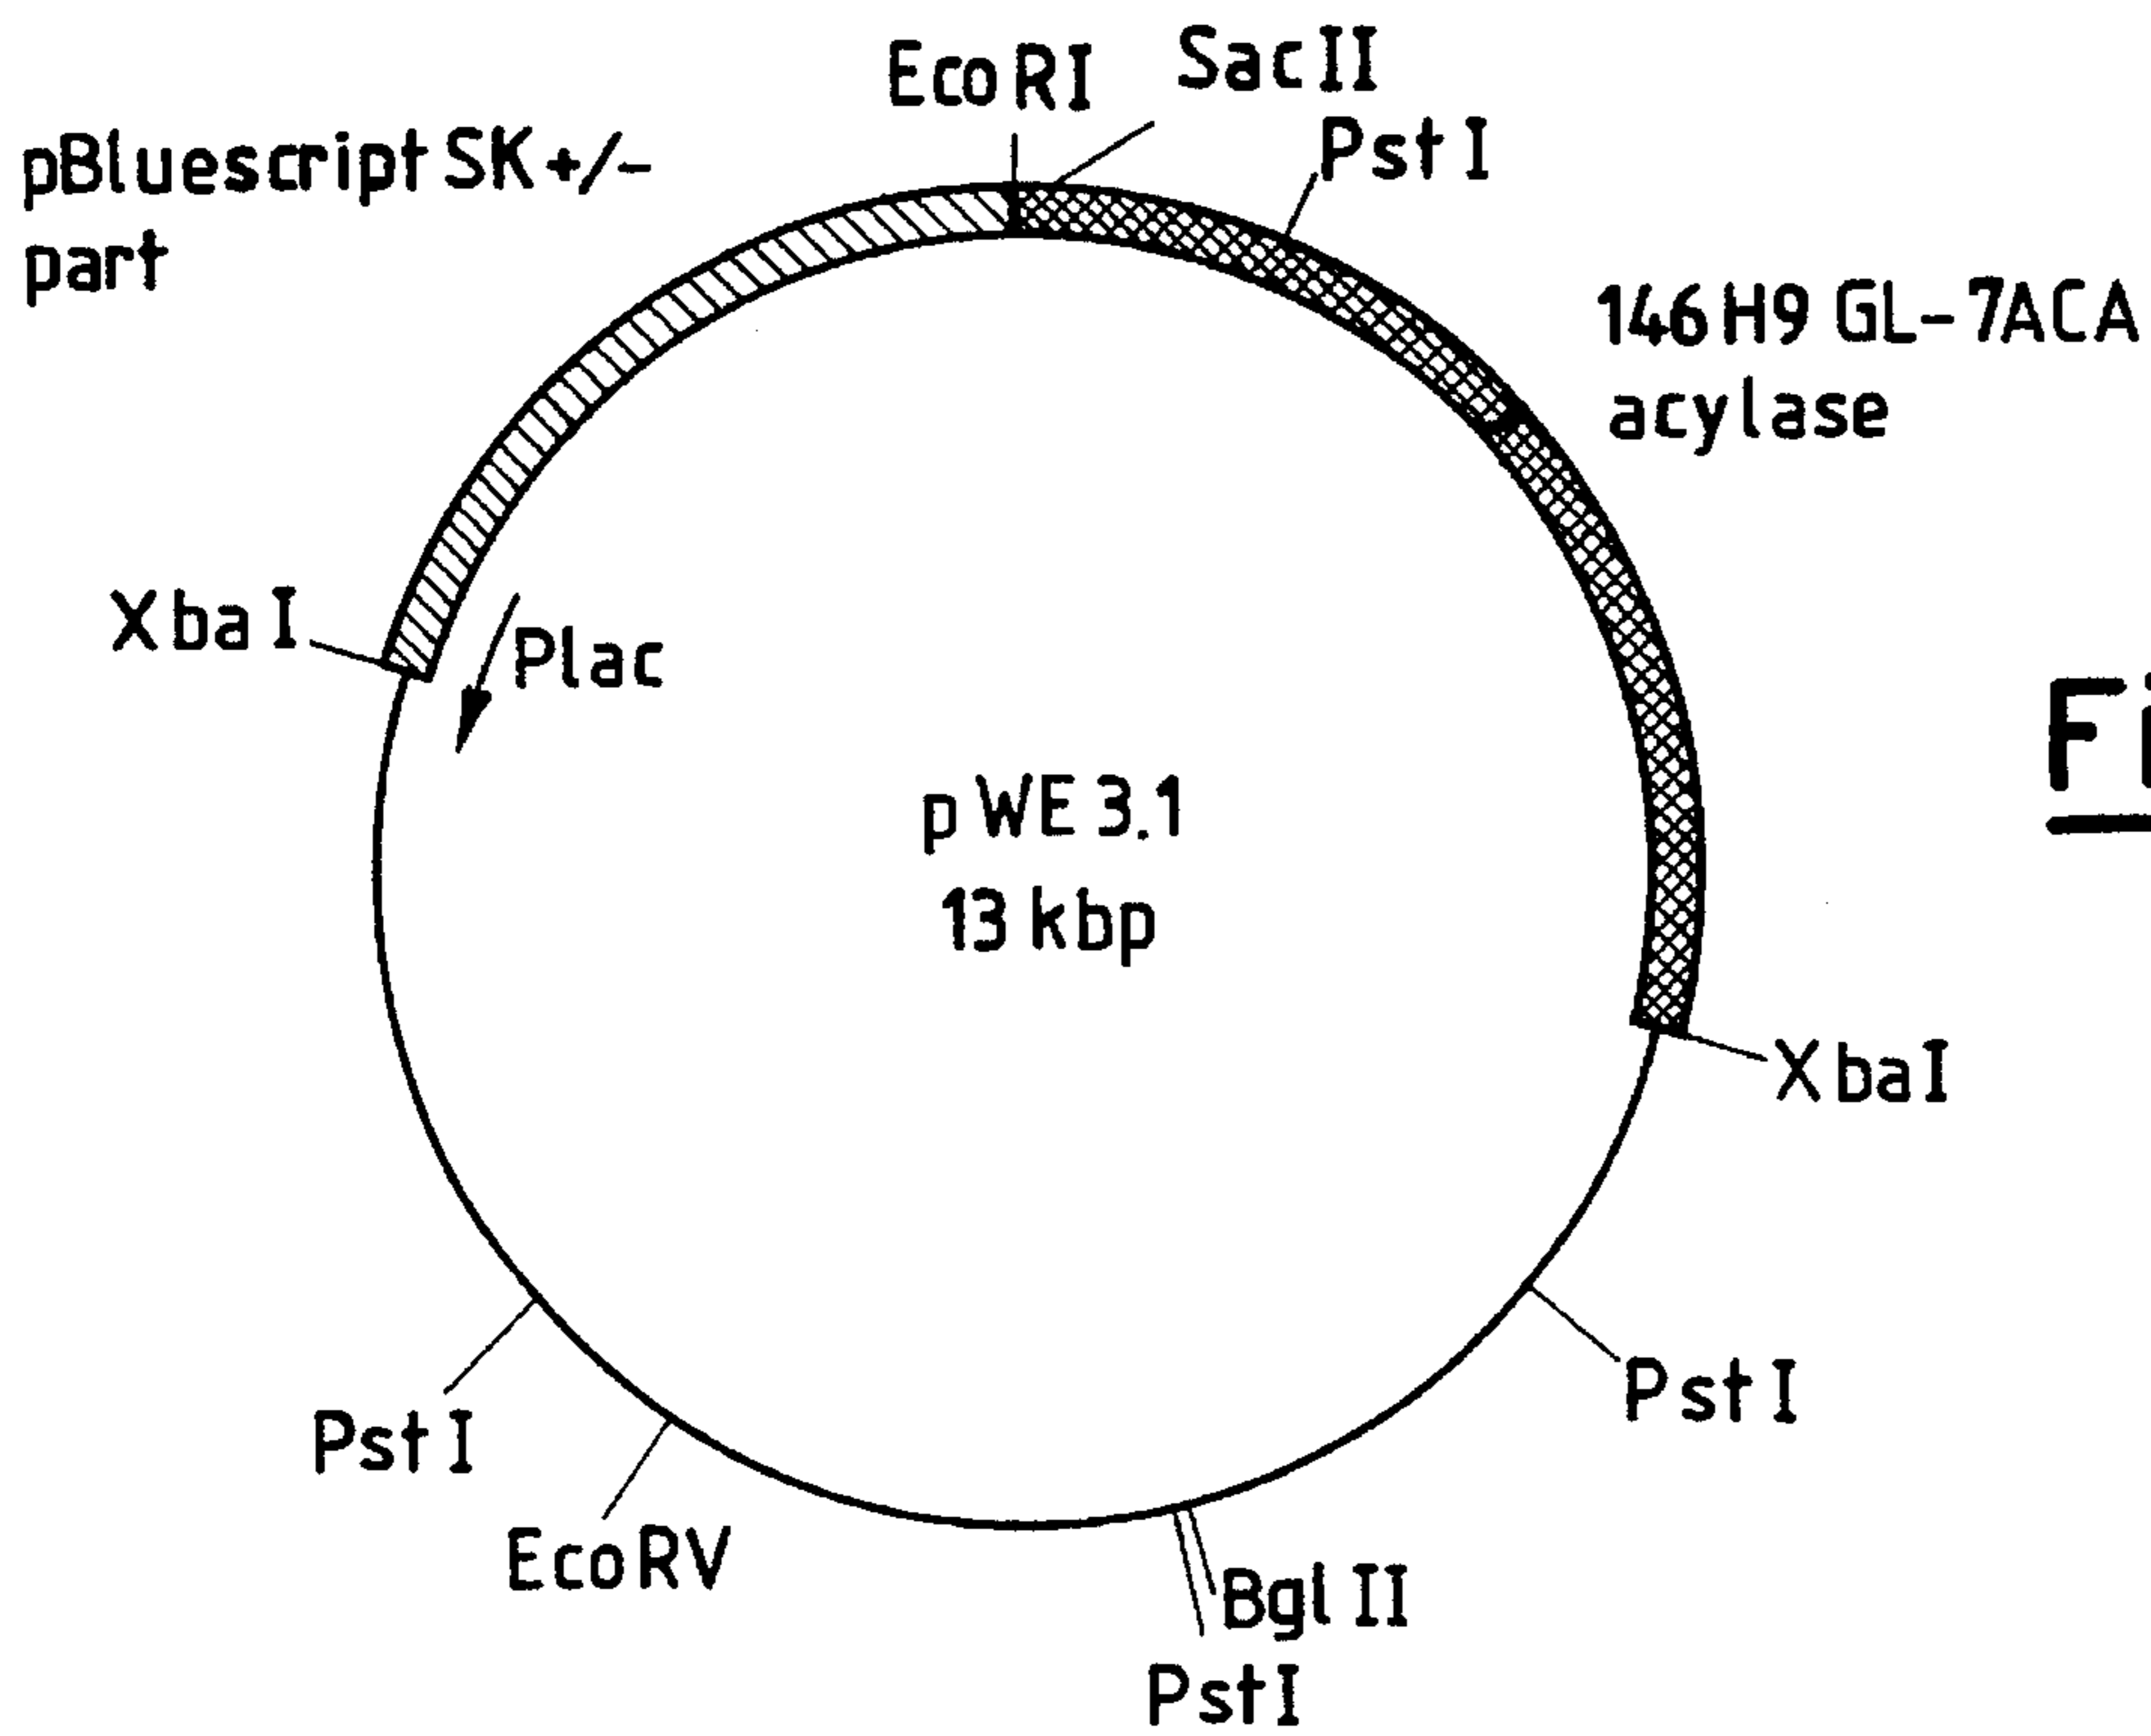 EcoRI
SacII
PstI
pBluescript SK+/-
part
146H9 GL-7ACA
acylase
XbaI
Plac
pWE3.1
13 kbp
XbaI
PstI
PstI
EcoRV
BglII
PstI